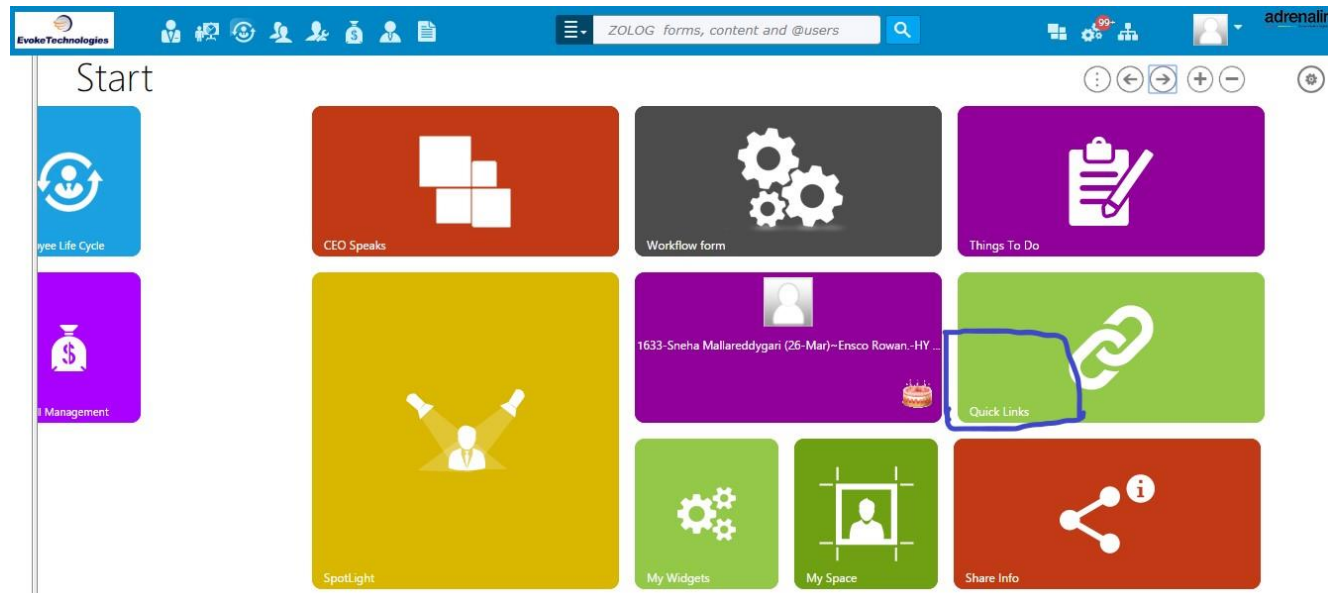 EvokeTechnologies
ZOLOG forms, content and @users
99+
Start
yee Life Cycle
CEO Speaks
Workflow form
Things To Do
1633-Sneha Mallareddygari (26-Mar)~Ensco Rowan.-HY ...
l Management
Quick Links
SpotLight
My Widgets
My Space
Share Info